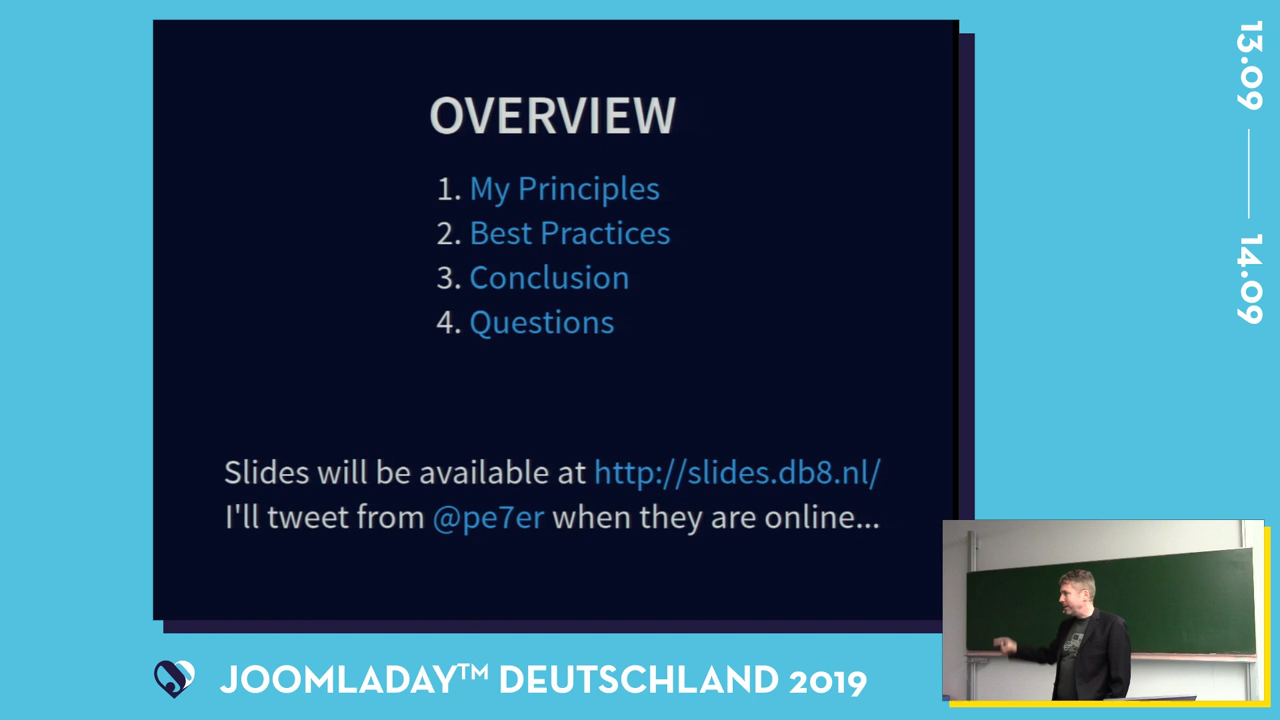 OVERVIEW
1. My Principles
2. Best Practices
3. Conclusion
4. Questions
Slides will be available at http://slides.db8.nl/
I'll tweet from @pe7er when they are online...
JOOMLADAY™ DEUTSCHLAND 2019
13.09
14.09